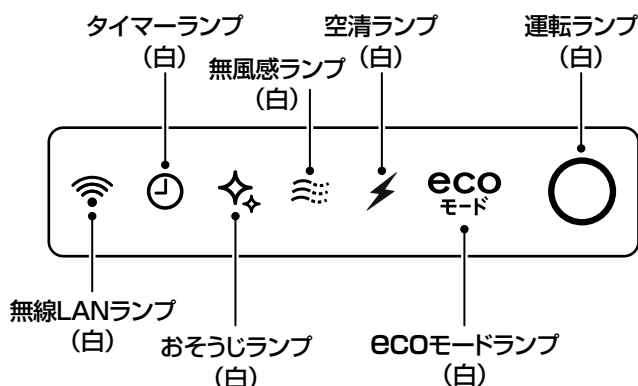 タイマーランプ
(白)
無風感ランプ
(白)
空清ランプ
(白)
運転ランプ
(白)
eco
モード
無線LANランプ
(白)
おそうじランプ
(白)
ecoモードランプ
(白)